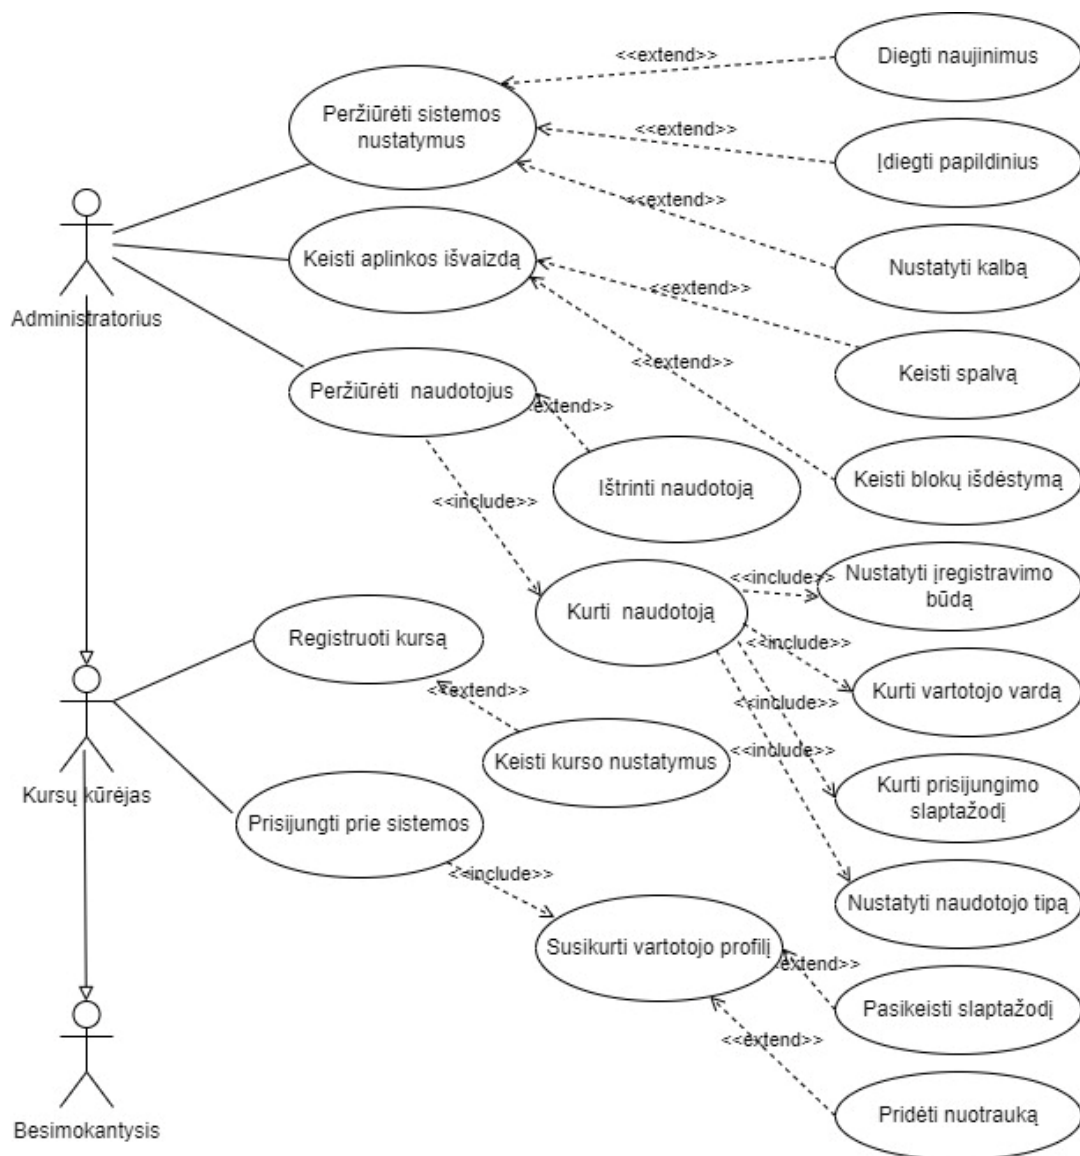 <<extend>>
Diegti naujinimus
Peržiūrėti sistemos
nustatymus
<<extend>>
Įdiegti papildinius
<<extend>>
Keisti aplinkos išvaizdą
Nustatyti kalbą
<<extend>>
Administratorius
<<extend>>
Keisti spalvą
Peržiūrėti naudotojus
<<extend>>
Ištrinti naudotoją
Keisti blokų išdėstymą
<<include>>
<<include>>
Nustatyti įregistravimo
būdą
Kurti naudotoją
Registruoti kursą
<<include>>
<<extend>>
Kurti vartotojo vardą
<<include>>
<<include>>
Keisti kurso nustatymus
Kursų kūrėjas
Kurti prisijungimo
slaptažodį
Prisijungti prie sistemos
<<include>>
Nustatyti naudotojo tipą
Susikurti vartotojo profilį
<<extend>>
Pasikeisti slaptažodį
<<extend>>
Pridėti nuotrauką
Besimokantysis